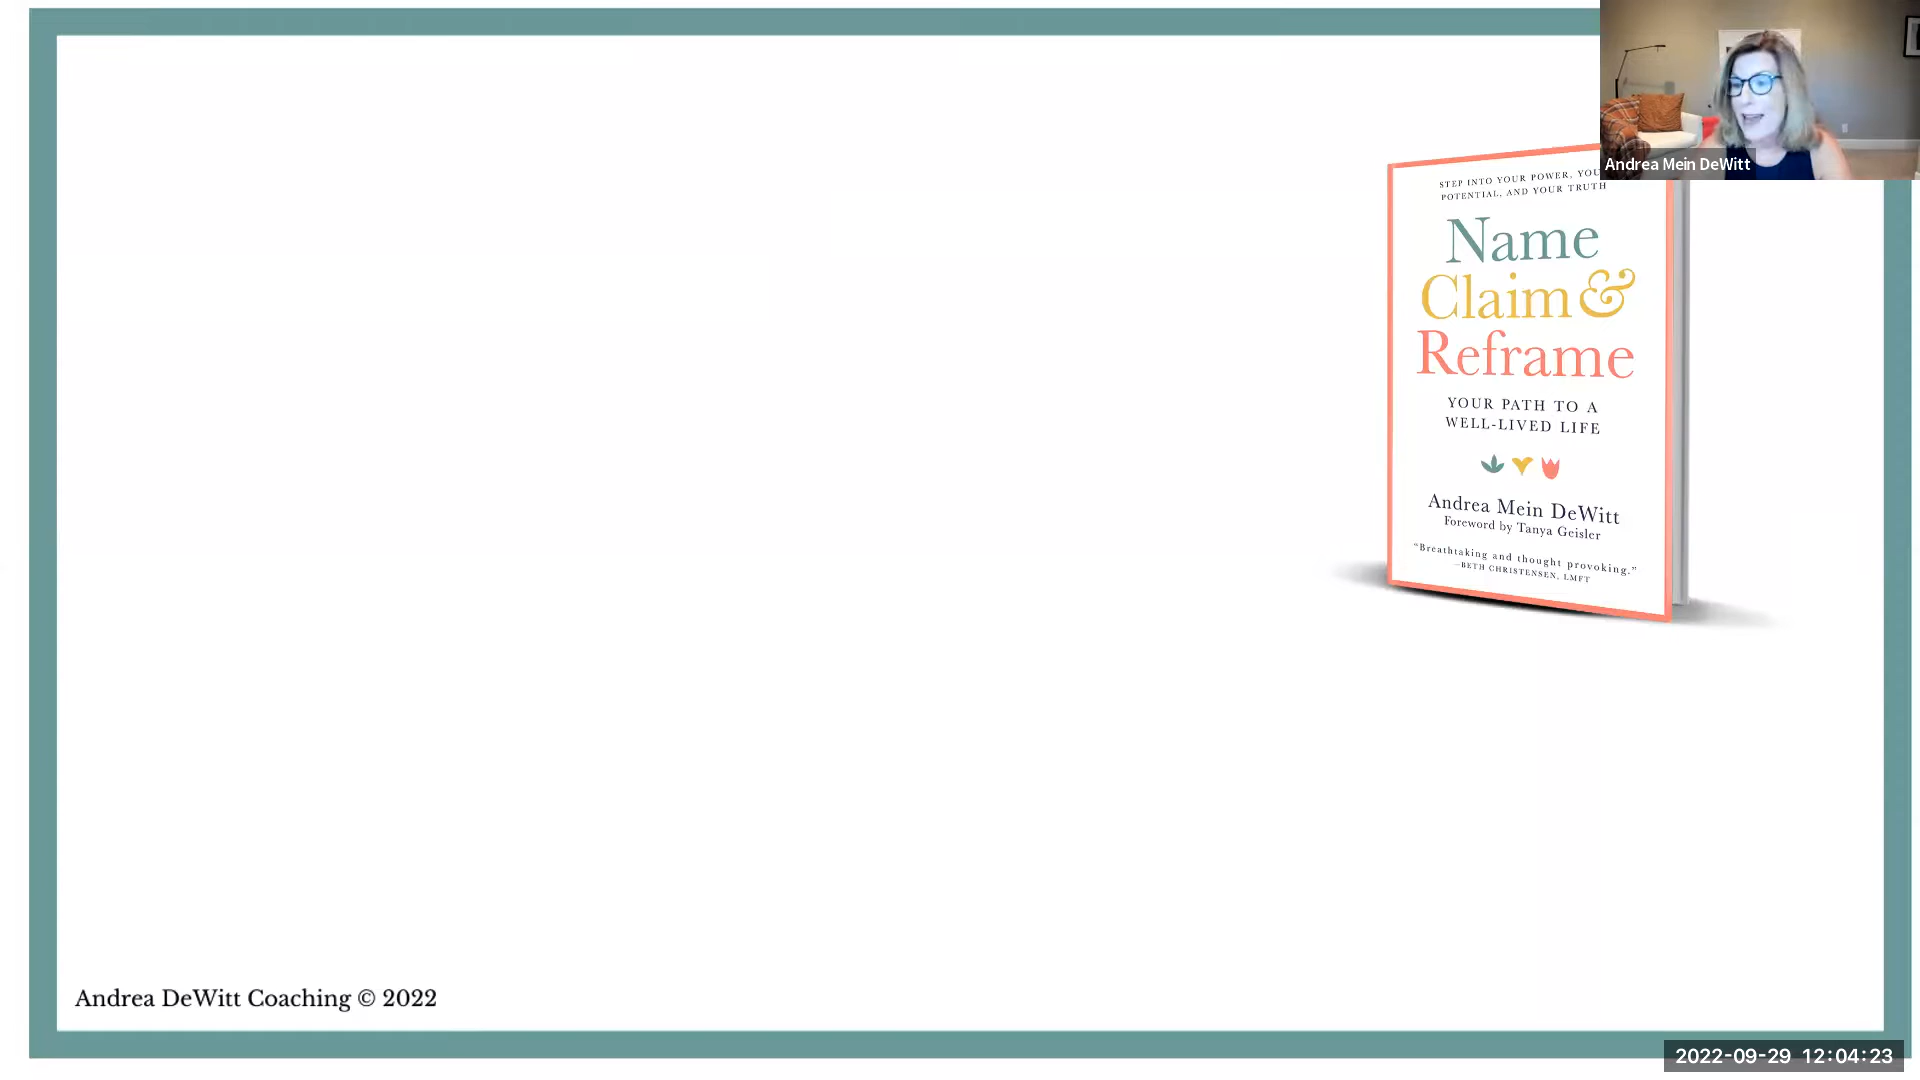 Andrea Mein DeWitt
STEP INTO YOUR POWER, YOU
POTENTIAL, AND YOUR TRUTH
Name
Claim &
Reframe
YOUR PATH TO A
WELL-LIVED LIFE
Andrea Mein DeWitt
Foreword by Tanya Geisler
"Breathtaking and thought provoking."
—BETH CHRISTENSEN, LMFT
Andrea DeWitt Coaching © 2022
2022-09-29 12:04:23